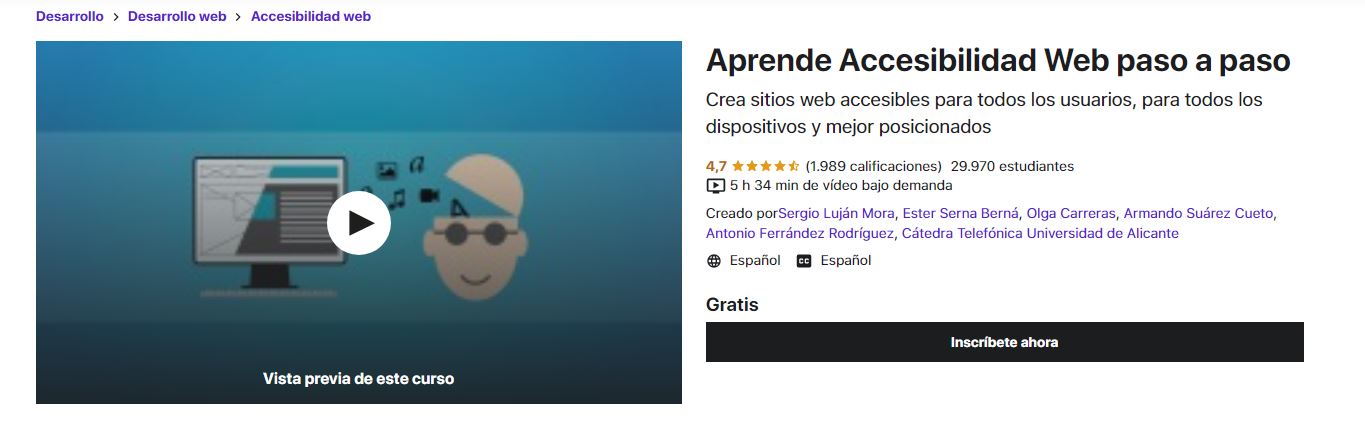 Desarrollo > Desarrollo web > Accesibilidad web
Aprende Accesibilidad Web paso a paso
Crea sitios web accesibles para todos los usuarios, para todos los
dispositivos y mejor posicionados
4,7 (1.989 calificaciones) 29.970 estudiantes
5 h 34 min de vídeo bajo demanda
Creado porSergio Luján Mora, Ester Serna Berná, Olga Carreras, Armando Suárez Cueto,
Antonio Ferrández Rodríguez, Cátedra Telefónica Universidad de Alicante
Español CC Español
Gratis
Inscríbete ahora
a
A
Vista previa de este curso